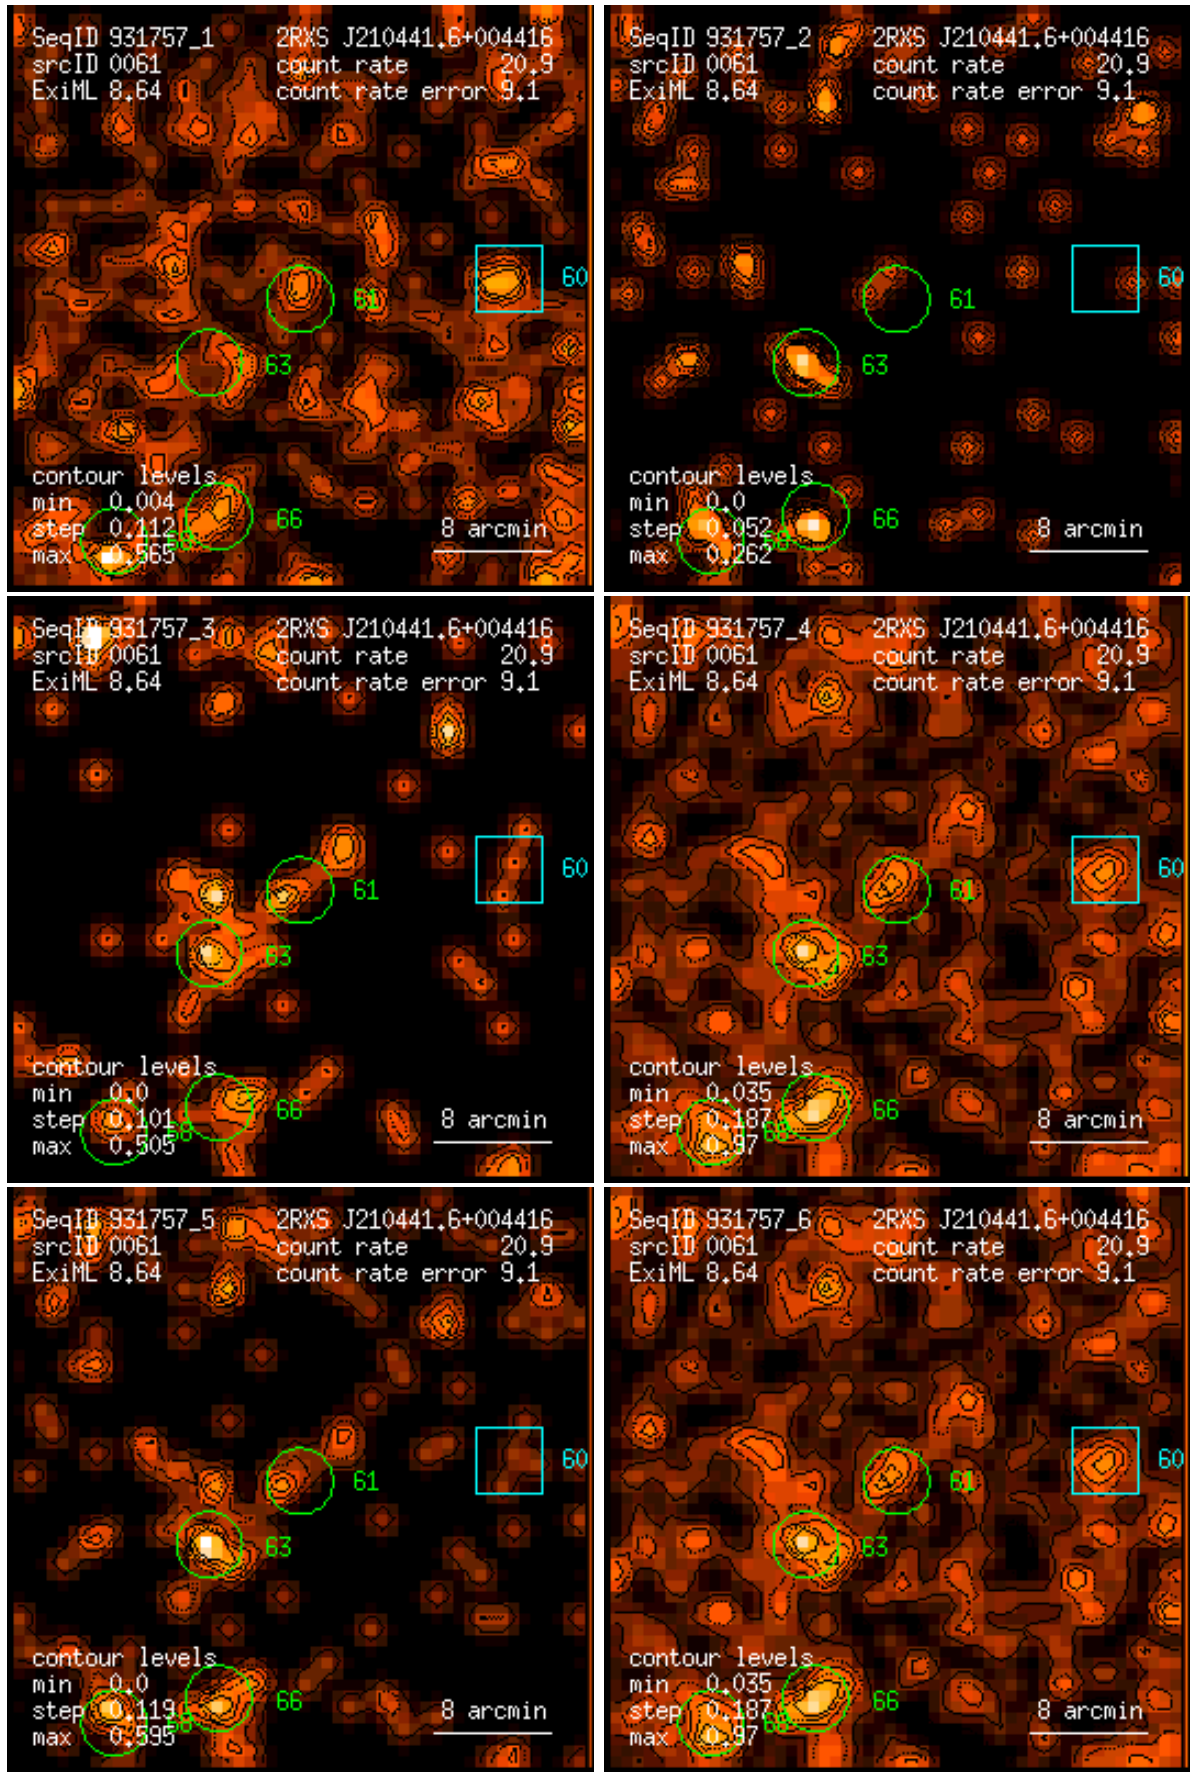 SeqID 931757_1 2RXS J210441.6+004416
srcID 0061 count rate 20.9
ExiML 8.64 count rate error 9.1
60
61
63
contour levels
min 0.004
66
step 0.112 68 8 arcmin
max 0.565
SeqID 931757_2 2RXS J210441.6+004416
srcID 0061 count rate 20.9
ExiML 8.64 count rate error 9.1
60
61
63
contour levels
min 0.0
66
step 0.052 68 8 arcmin
max 0.262
SeqID 931757_3 2RXS J210441.6+004416
srcID 0061 count rate 20.9
ExiML 8.64 count rate error 9.1
60
61
63
contour levels
min 0.0
66
step 0.101 68 8 arcmin
max 0.505
SeqID 931757_4 2RXS J210441.6+004416
srcID 0061 count rate 20.9
ExiML 8.64 count rate error 9.1
60
61
63
contour levels
min 0.035
66
step 0.187 68 8 arcmin
max 0.97
SeqID 931757_5 2RXS J210441.6+004416
srcID 0061 count rate 20.9
ExiML 8.64 count rate error 9.1
60
61
63
contour levels
min 0.0
66
step 0.119 68 8 arcmin
max 0.595
SeqID 931757_6 2RXS J210441.6+004416
srcID 0061 count rate 20.9
ExiML 8.64 count rate error 9.1
60
61
63
contour levels
min 0.035
66
step 0.187 68 8 arcmin
max 0.97